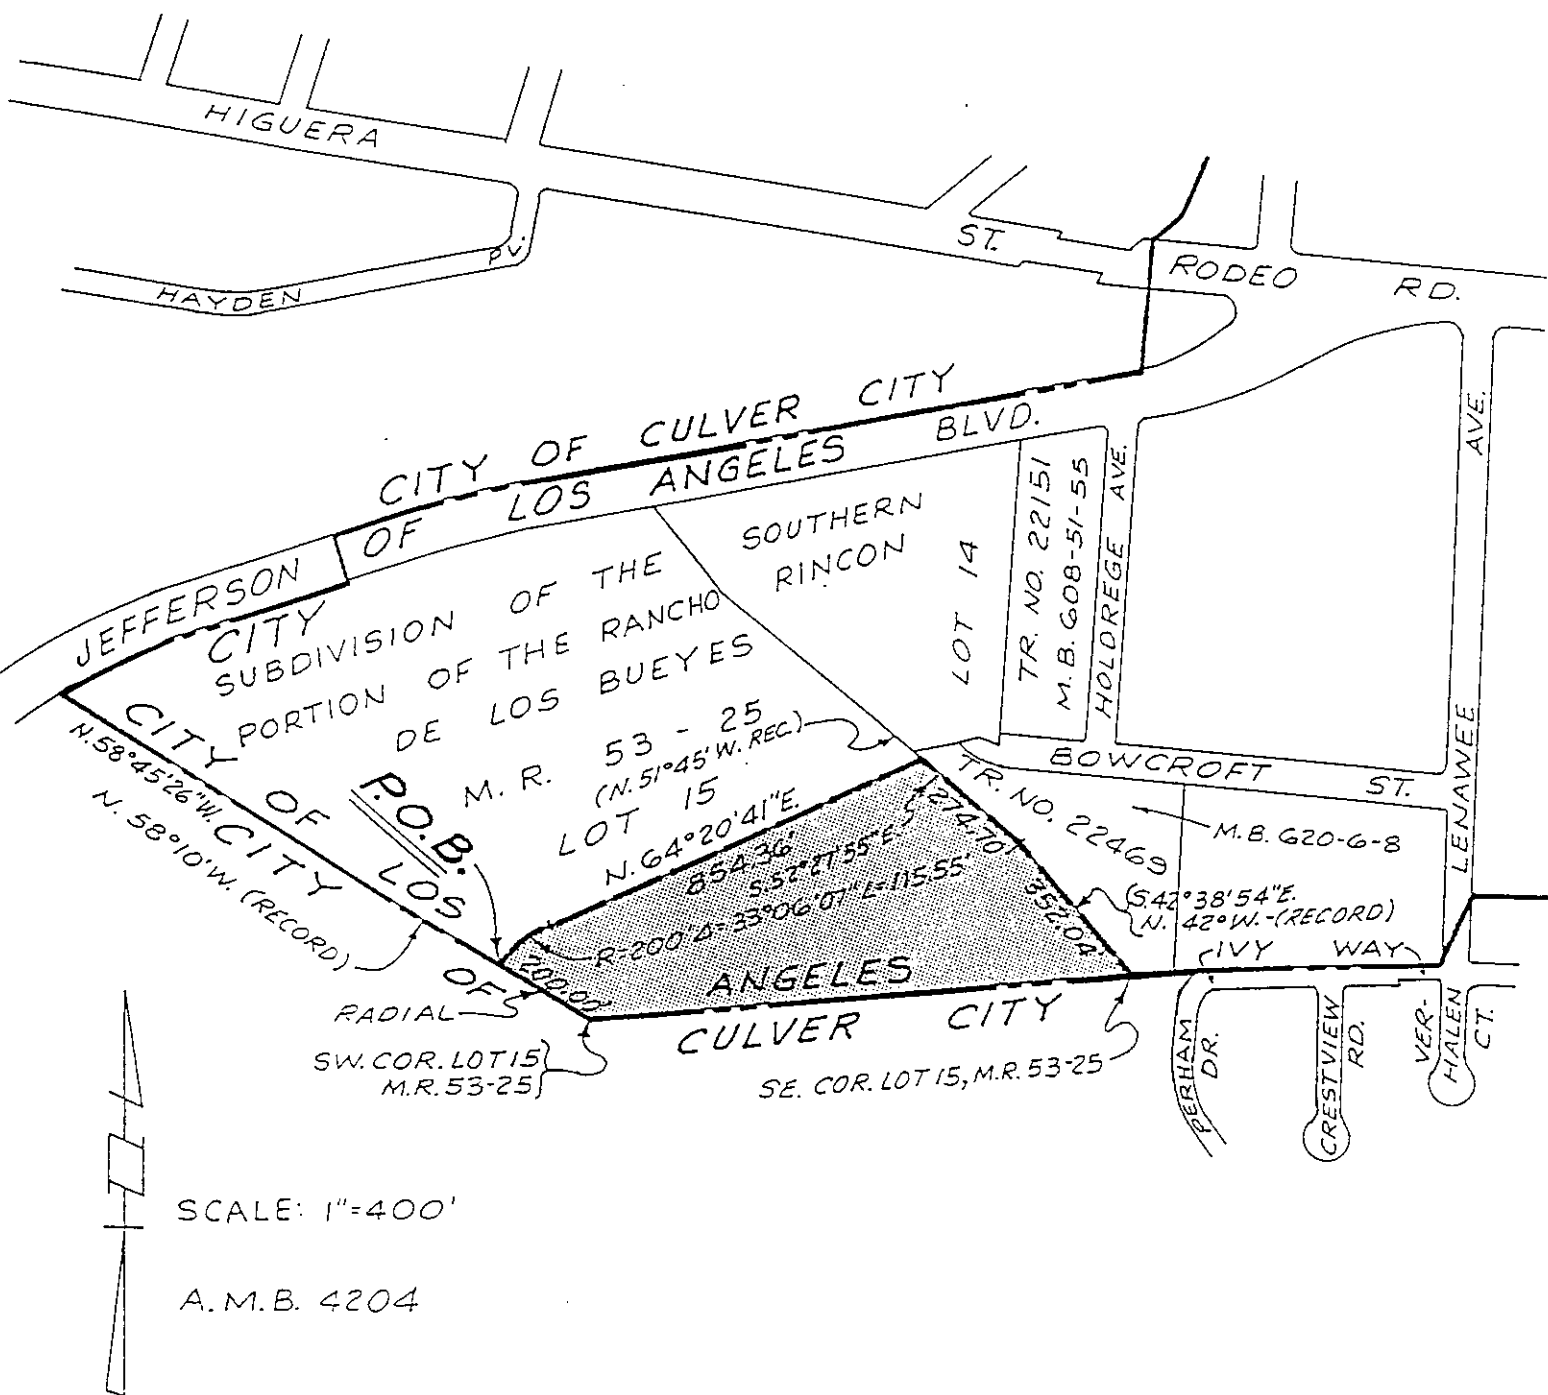 HIGUERA
ST.
RODEO
RD.
HAYDEN
PV.
AVE.
CITY OF CULVER CITY
OF LOS ANGELES
BLVD.
JEFFERSON
CITY
SOUTHERN
RINCON
LOT 14
TR. NO. 22151
M.B. 608-51-55
HOLDREGE AVE.
SUBDIVISION OF THE
PORTION OF THE RANCHO
DE LOS BUEYES
M. R. 53 - 25
(N.51°45'W. REC.)
LOT 15
CITY OF LOS
CITY OF
N.58°45'26"W.
N. 58°10'W. (RECORD)
P.O.B.
N. 64°20'41"E.
854.36'
S.52°27'55"E.
274.70'
R=200' Δ=33°06'07" L=115.55'
352.04'
200.00'
ANGELES
CULVER CITY
BOWCROFT ST.
TR. NO. 22469
M.B. 620-6-8
LENAWEE
S.42°38'54"E.
N. 42°W.-(RECORD)
IVY WAY
RADIAL
SW. COR. LOT 15
M.R. 53-25
SE. COR. LOT 15, M.R. 53-25
PERHAM
DR.
CRESTVIEW
RD.
VER-
HALEN
CT.
SCALE: 1"=400'
A.M.B. 4204